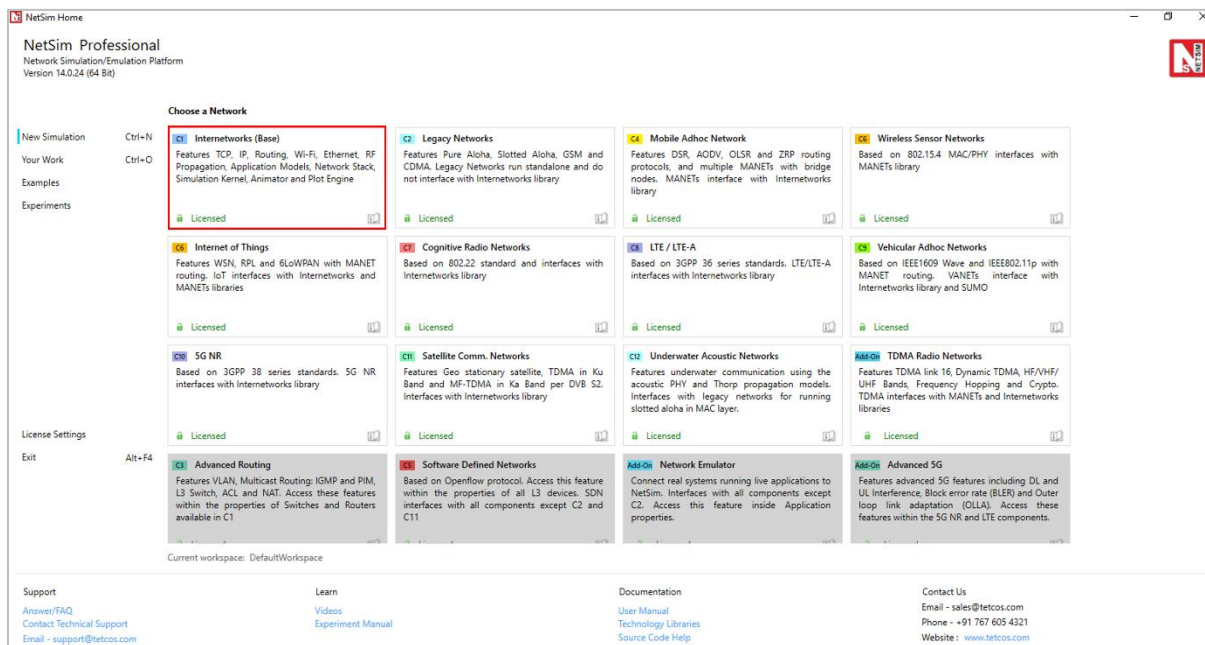 NetSim Home
NetSim Professional
Network Simulation/Emulation Platform
Version 14.0.24 (64 Bit)
NETSIM
Choose a Network
New Simulation Ctrl+N
Your Work Ctrl+O
Examples
Experiments
License Settings
Exit Alt+F4
C1 Internetworks (Base)
Features TCP, IP, Routing, Wi-Fi, Ethernet, RF
Propagation, Application Models, Network Stack,
Simulation Kernel, Animator and Plot Engine
Licensed
C2 Legacy Networks
Features Pure Aloha, Slotted Aloha, GSM and
CDMA. Legacy Networks run standalone and do
not interface with Internetworks library
Licensed
C4 Mobile Adhoc Network
Features DSR, AODV, OLSR and ZRP routing
protocols, and multiple MANETs with bridge
nodes. MANETs interface with Internetworks
library
Licensed
C6 Wireless Sensor Networks
Based on 802.15.4 MAC/PHY interfaces with
MANETs library
Licensed
C6 Internet of Things
Features WSN, RPL and 6LoWPAN with MANET
routing. IoT interfaces with Internetworks and
MANETs libraries
Licensed
C7 Cognitive Radio Networks
Based on 802.22 standard and interfaces with
Internetworks library
Licensed
C8 LTE / LTE-A
Based on 3GPP 36 series standards. LTE/LTE-A
interfaces with Internetworks library
Licensed
C9 Vehicular Adhoc Networks
Based on IEEE1609 Wave and IEEE802.11p with
MANET routing. VANETs interface with
Internetworks library and SUMO
Licensed
C10 5G NR
Based on 3GPP 38 series standards. 5G NR
interfaces with Internetworks library
Licensed
C11 Satellite Comm. Networks
Features Geo stationary satellite, TDMA in Ku
Band and MF-TDMA in Ka Band per DVB S2.
Interfaces with Internetworks library
Licensed
C12 Underwater Acoustic Networks
Features underwater communication using the
acoustic PHY and Thorp propagation models.
Interfaces with legacy networks for running
slotted aloha in MAC layer.
Licensed
Add-On TDMA Radio Networks
Features TDMA link 16, Dynamic TDMA, HF/VHF/
UHF Bands, Frequency Hopping and Crypto.
TDMA interfaces with MANETs and Internetworks
libraries
Licensed
C3 Advanced Routing
Features VLAN, Multicast Routing: IGMP and PIM,
L3 Switch, ACL and NAT. Access these features
within the properties of Switches and Routers
available in C1
C5 Software Defined Networks
Based on Openflow protocol. Access this feature
within the properties of all L3 devices. SDN
interfaces with all components except C2 and
C11
Add-On Network Emulator
Connect real systems running live applications to
NetSim. Interfaces with all components except
C2. Access this feature inside Application
properties.
Add-On Advanced 5G
Features advanced 5G features including DL and
UL Interference, Block error rate (BLER) and Outer
loop link adaptation (OLLA). Access these
features within the 5G NR and LTE components.
Current workspace: DefaultWorkspace
Support
Answer/FAQ
Contact Technical Support
Email - support@tetcos.com
Learn
Videos
Experiment Manual
Documentation
User Manual
Technology Libraries
Source Code Help
Contact Us
Email - sales@tetcos.com
Phone - +91 767 605 4321
Website : www.tetcos.com